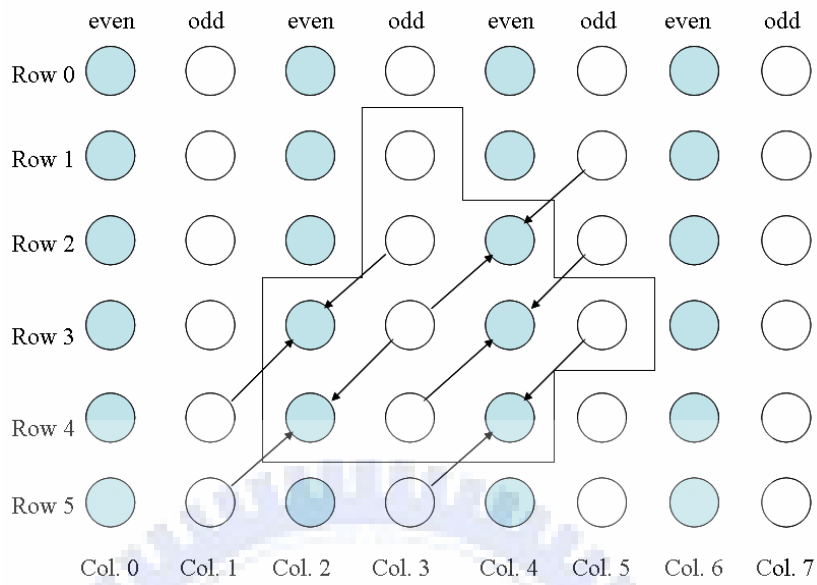 even odd even odd even odd even odd
Row 0
Row 1
Row 2
Row 3
Row 4
Row 5
Col. 0 Col. 1 Col. 2 Col. 3 Col. 4 Col. 5 Col. 6 Col. 7